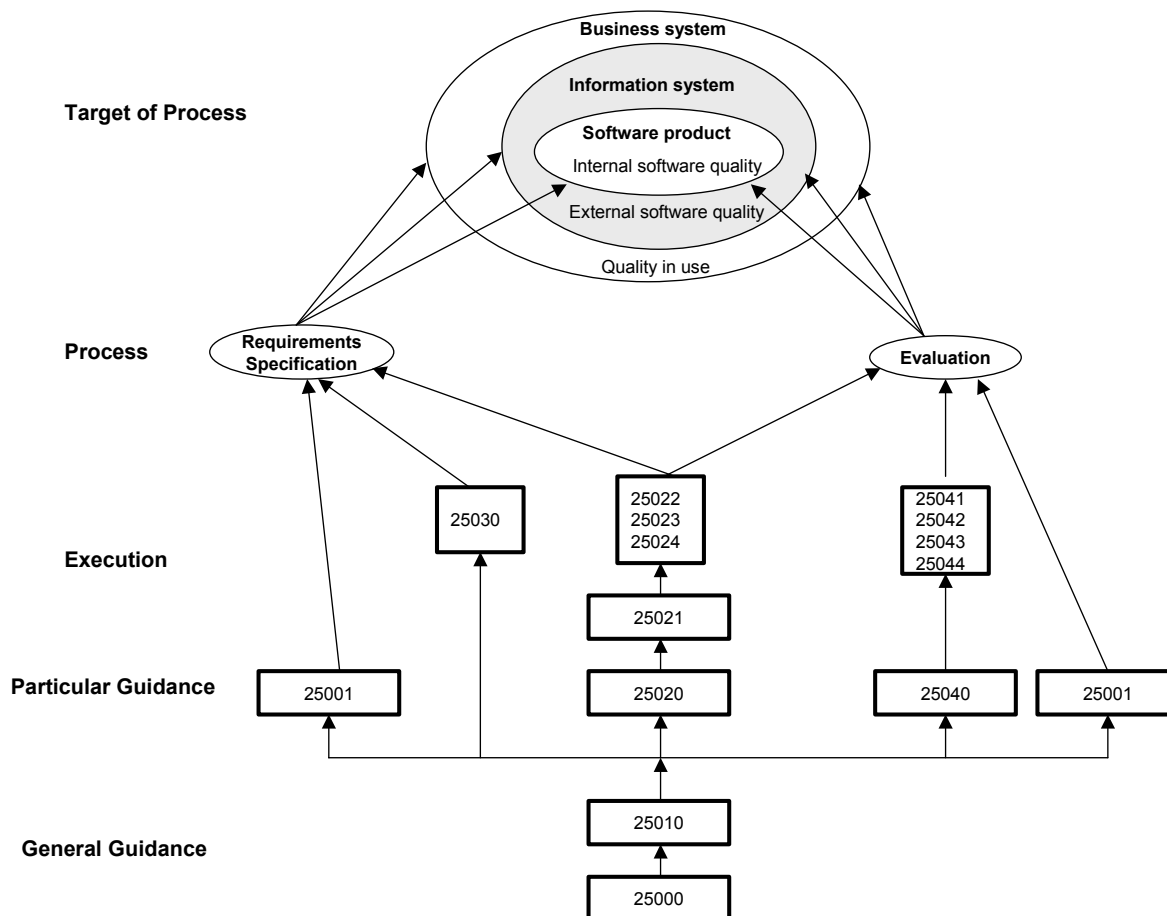 Business system
Information system
Target of Process
Software product
Internal software quality
External software quality
Quality in use
Process
Requirements
Specification
Evaluation
25030
25022
25023
25024
25041
25042
25043
25044
Execution
25021
Particular Guidance
25001
25020
25040
25001
25010
General Guidance
25000